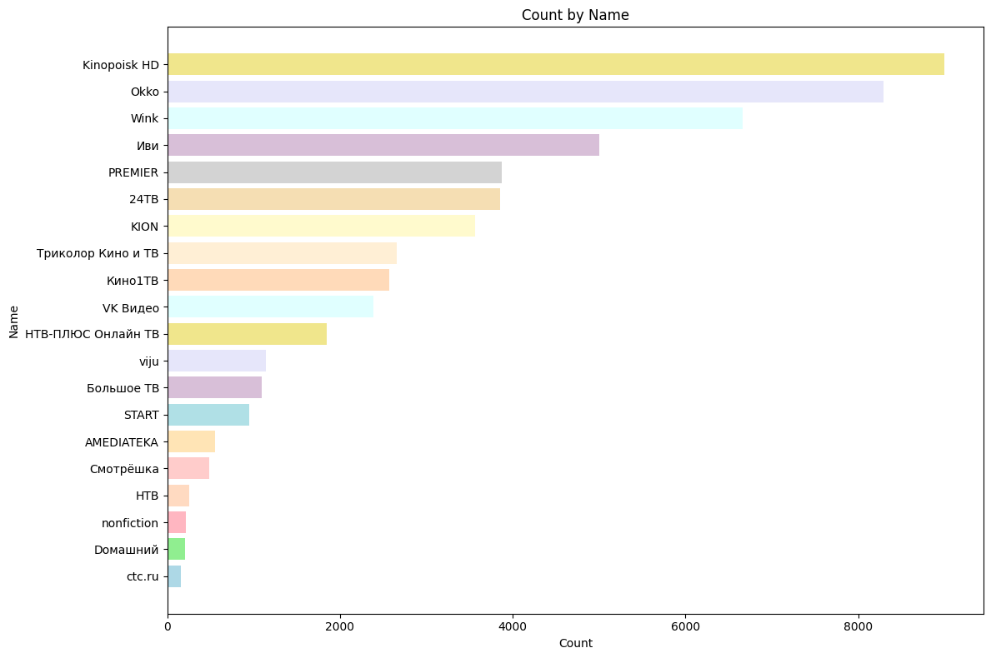 Count by Name
Kinopoisk HD
Okko
Wink
Иви
PREMIER
24ТВ
KION
Триколор Кино и ТВ
Кино1ТВ
VK Видео
НТВ-ПЛЮС Онлайн ТВ
viju
Большое ТВ
START
AMEDIATEKA
Смотрёшка
НТВ
nonfiction
Dомашний
ctc.ru
Name
0 2000 4000 6000 8000
Count